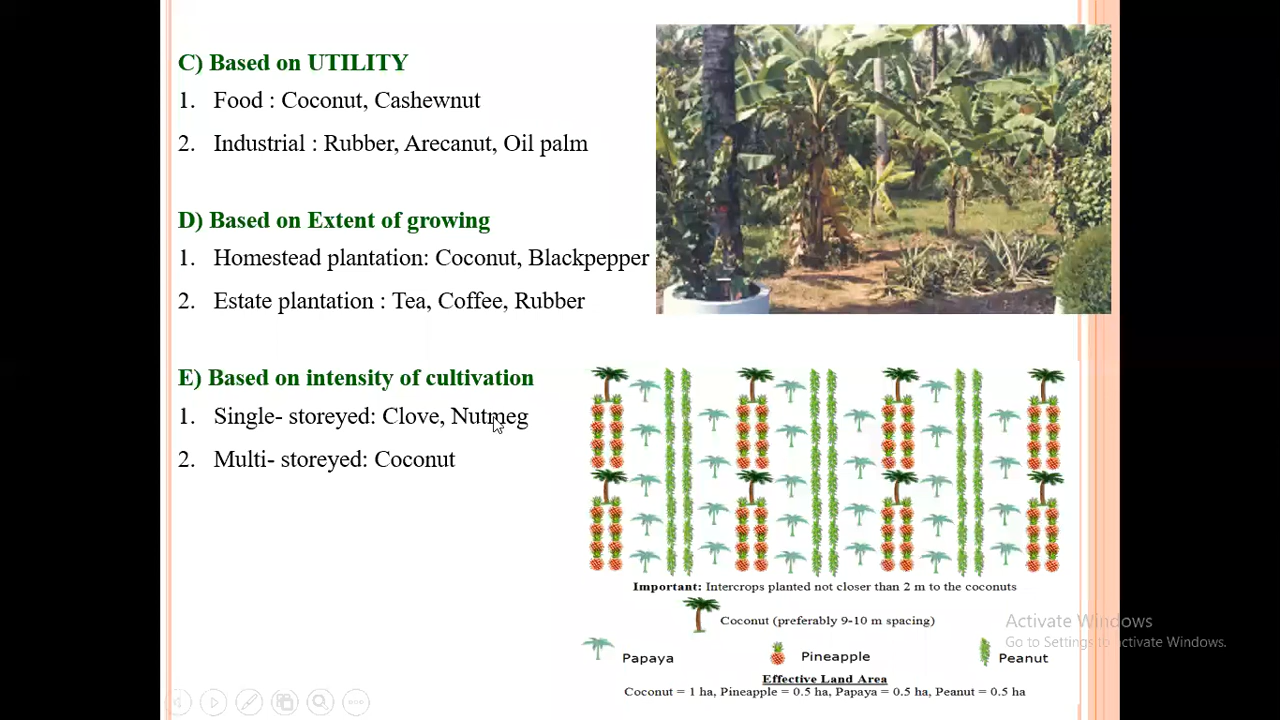 C) Based on UTILITY
1. Food : Coconut, Cashewnut
2. Industrial : Rubber, Arecanut, Oil palm
D) Based on Extent of growing
1. Homestead plantation: Coconut, Blackpepper
2. Estate plantation : Tea, Coffee, Rubber
E) Based on intensity of cultivation
1. Single- storeyed: Clove, Nutmeg
2. Multi- storeyed: Coconut
Important: Intercrops planted not closer than 2 m to the coconuts
Coconut (preferably 9-10 m spacing)
Papaya
Pineapple
Peanut
Effective Land Area
Coconut = 1 ha, Pineapple = 0.5 ha, Papaya = 0.5 ha, Peanut = 0.5 ha
Activate Windows
Go to Settings to activate Windows.